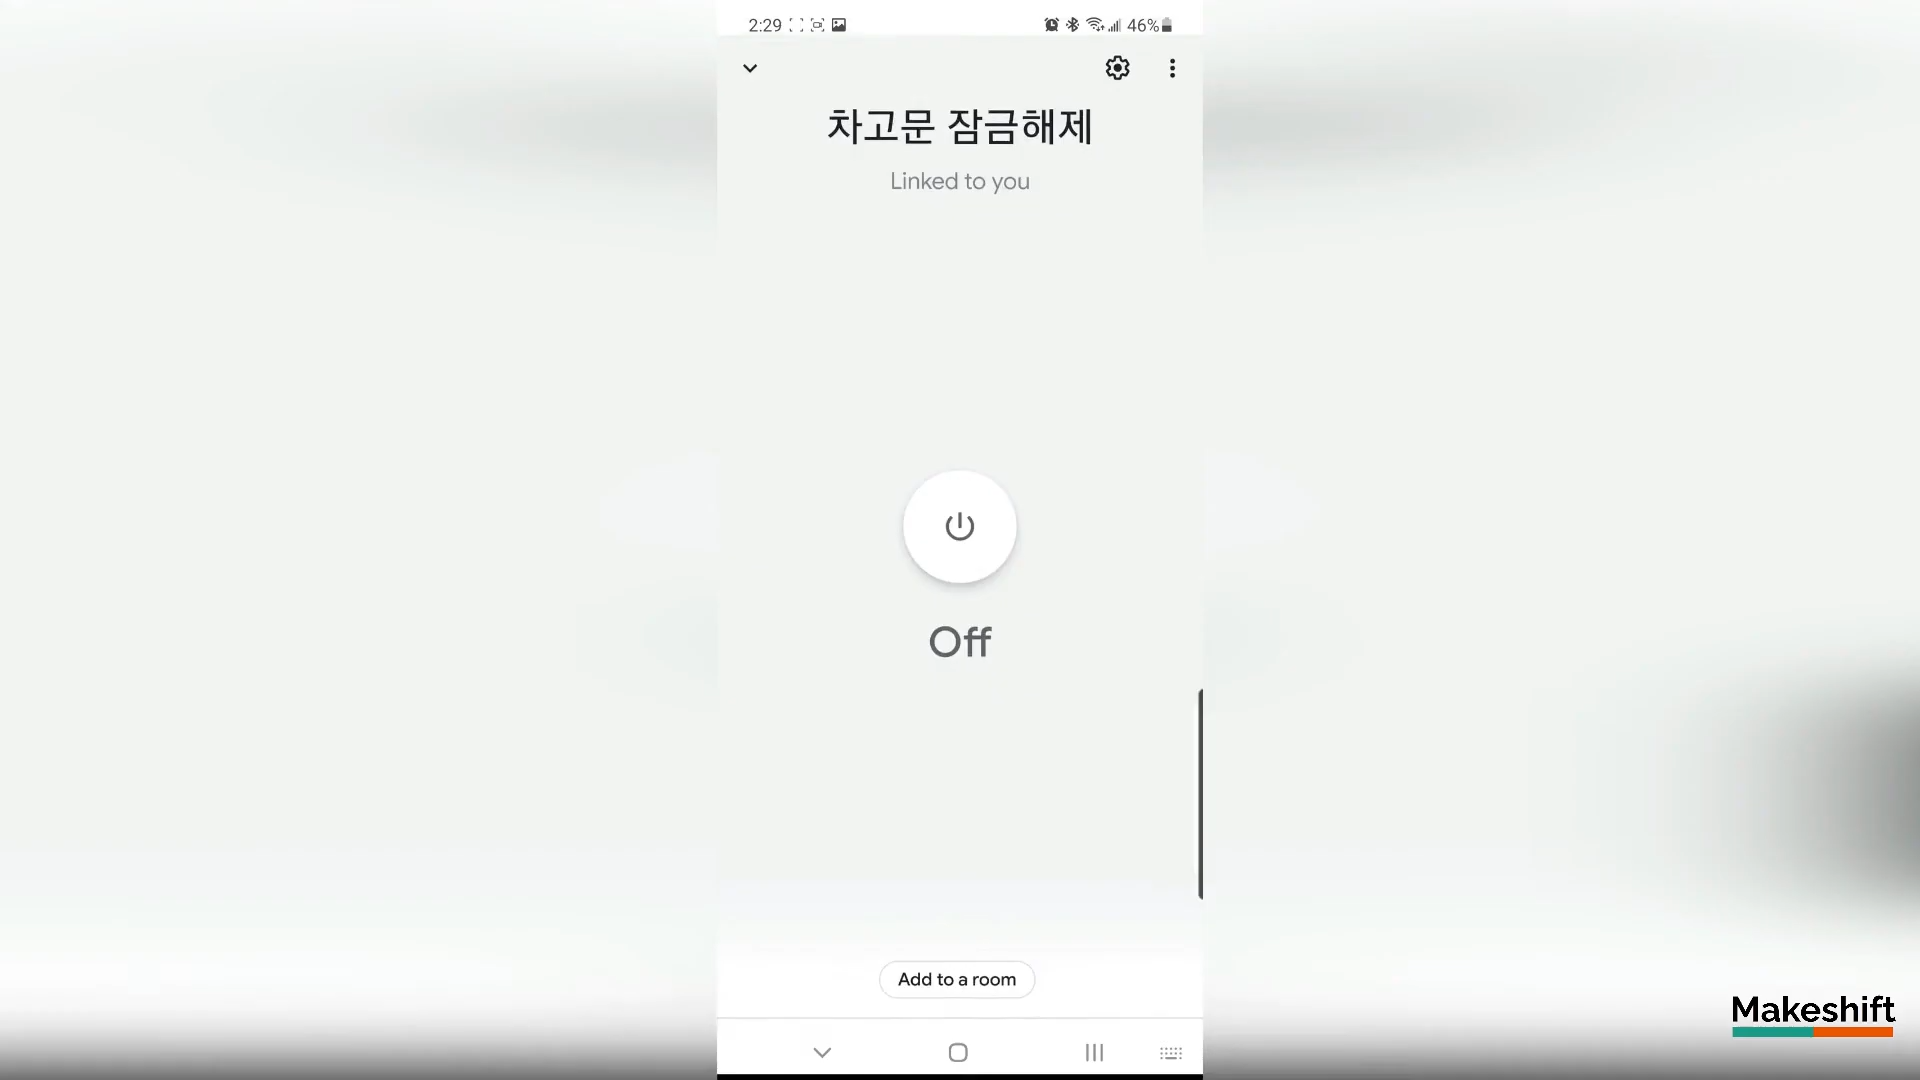 2:29
46%
차고문 잠금해제
Linked to you
Off
Add to a room
Makeshift